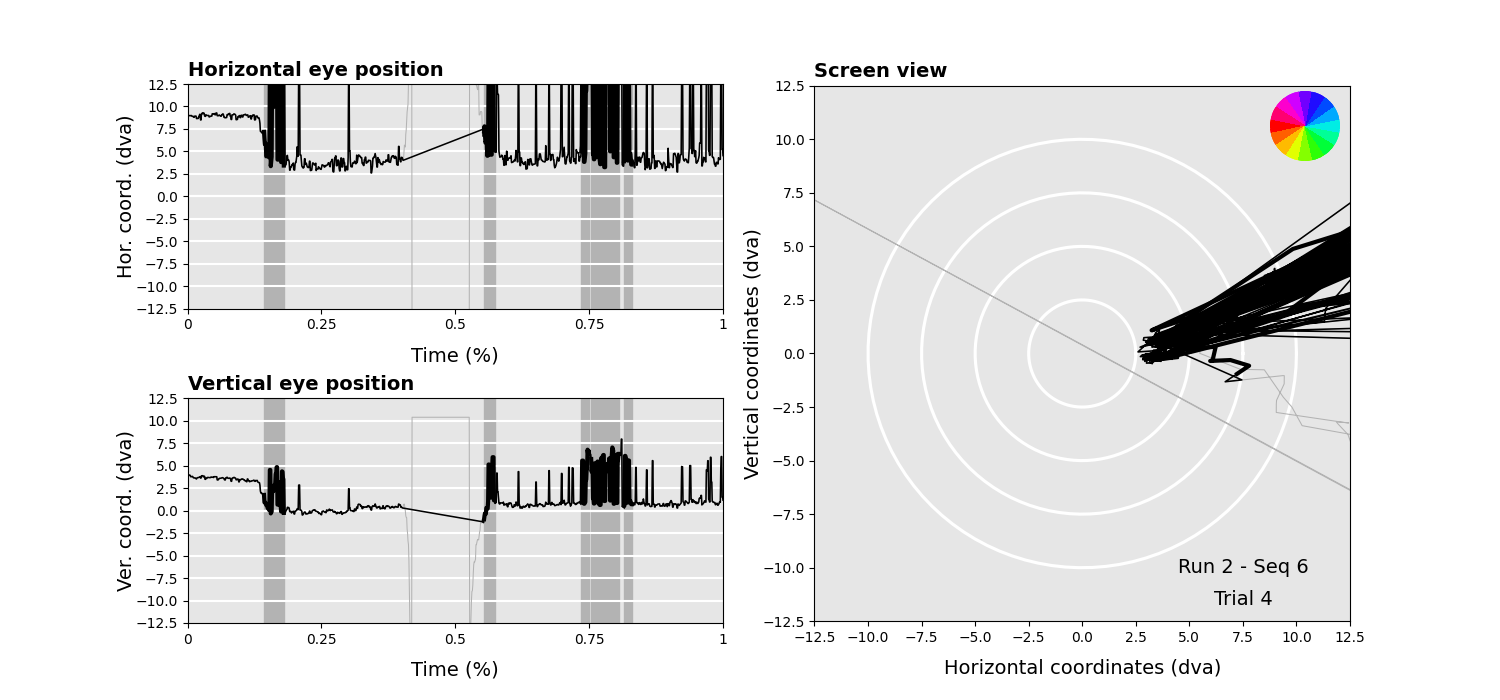 Horizontal eye position
12.5
10.0
7.5
5.0
2.5
0.0
−2.5
−5.0
−7.5
−10.0
−12.5
Hor. coord. (dva)
0 0.25 0.5 0.75 1
Time (%)
Vertical eye position
12.5
10.0
7.5
5.0
2.5
0.0
−2.5
−5.0
−7.5
−10.0
−12.5
Ver. coord. (dva)
0 0.25 0.5 0.75 1
Time (%)
Screen view
12.5
10.0
7.5
5.0
2.5
0.0
−2.5
−5.0
−7.5
−10.0
−12.5
Vertical coordinates (dva)
Run 2 - Seq 6
Trial 4
−12.5 −10.0 −7.5 −5.0 −2.5 0.0 2.5 5.0 7.5 10.0 12.5
Horizontal coordinates (dva)